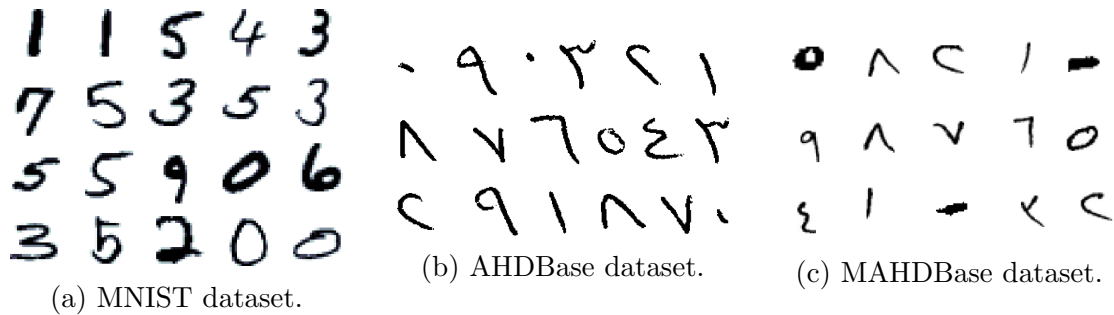 1 1 5 4 3
7 5 3 5 3
5 5 9 0 6
3 5 2 0 0
(a) MNIST dataset.
٠ ٩ ٠ ٣ ٢ ١
٨ ٧ ٦ ٥ ٤ ٣
٢ ٩ ١ ٨ ٧ ٠
(b) AHDBase dataset.
٥ ٨ ٢ ١ ٠
٩ ٨ ٧ ٦ ٥
٤ ١ ٠ ٢ ٢
(c) MAHDBase dataset.